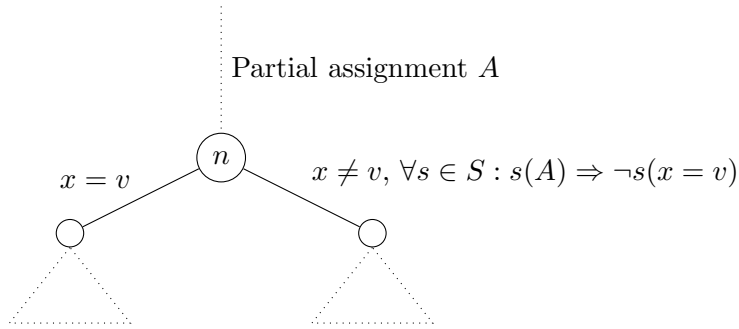 Partial assignment A
n
x = v
x ≠ v, ∀s ∈ S : s(A) ⇒ ¬s(x = v)